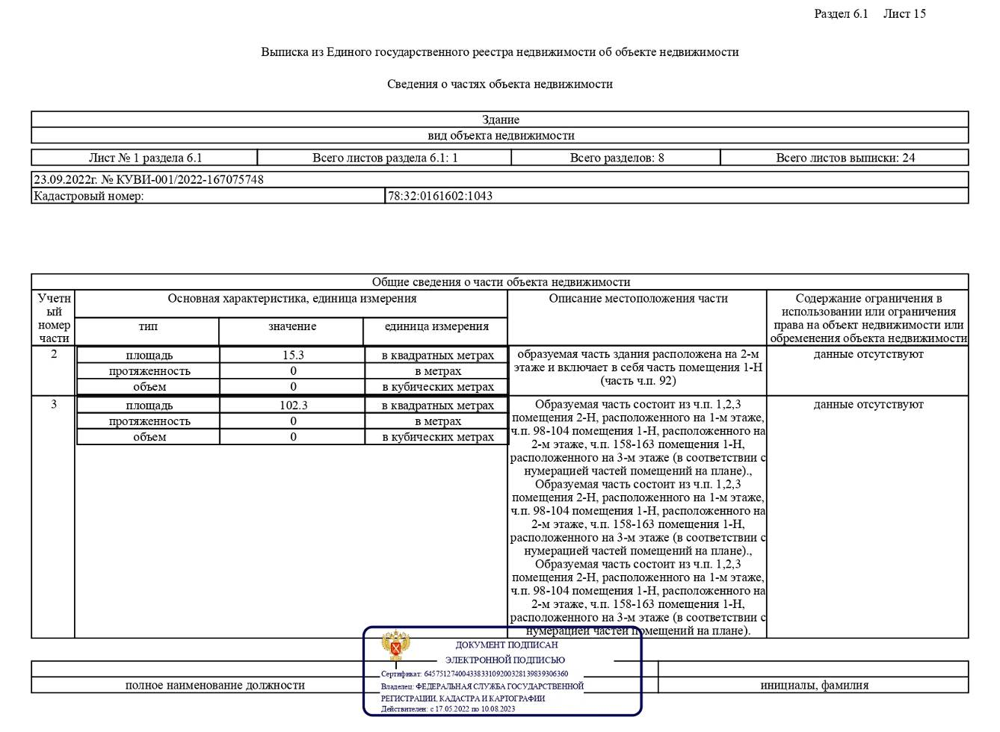 Раздел 6.1 Лист 15
Выписка из Единого государственного реестра недвижимости об объекте недвижимости
Сведения о частях объекта недвижимости
Здание
вид объекта недвижимости
Лист № 1 раздела 6.1 Всего листов раздела 6.1: 1 Всего разделов: 8 Всего листов выписки: 24
23.09.2022г. № КУВИ-001/2022-167075748
Кадастровый номер: 78:32:0161602:1043
Общие сведения о части объекта недвижимости
Учетн
ый
номер
части
Основная характеристика, единица измерения
тип значение единица измерения
Описание местоположения части
Содержание ограничения в
использовании или ограничения
права на объект недвижимости или
обременения объекта недвижимости
2
площадь 15.3 в квадратных метрах
протяженность 0 в метрах
объем 0 в кубических метрах
образуемая часть здания расположена на 2-м
этаже и включает в себя часть помещения 1-Н
(часть ч.п. 92)
данные отсутствуют
3
площадь 102.3 в квадратных метрах
протяженность 0 в метрах
объем 0 в кубических метрах
Образуемая часть состоит из ч.п. 1,2,3
помещения 2-Н, расположенного на 1-м этаже,
ч.п. 98-104 помещения 1-Н, расположенного на
2-м этаже, ч.п. 158-163 помещения 1-Н,
расположенного на 3-м этаже (в соответствии с
нумерацией частей помещений на плане).,
Образуемая часть состоит из ч.п. 1,2,3
помещения 2-Н, расположенного на 1-м этаже,
ч.п. 98-104 помещения 1-Н, расположенного на
2-м этаже, ч.п. 158-163 помещения 1-Н,
расположенного на 3-м этаже (в соответствии с
нумерацией частей помещений на плане).,
Образуемая часть состоит из ч.п. 1,2,3
помещения 2-Н, расположенного на 1-м этаже,
ч.п. 98-104 помещения 1-Н, расположенного на
2-м этаже, ч.п. 158-163 помещения 1-Н,
расположенного на 3-м этаже (в соответствии с
нумерацией частей помещений на плане).
данные отсутствуют
ДОКУМЕНТ ПОДПИСАН
ЭЛЕКТРОННОЙ ПОДПИСЬЮ
Сертификат: 645751274004338331092003281398393063​60
Владелец: ФЕДЕРАЛЬНАЯ СЛУЖБА ГОСУДАРСТВЕННОЙ
РЕГИСТРАЦИИ, КАДАСТРА И КАРТОГРАФИИ
Действителен: с 17.05.2022 по 10.08.2023
полное наименование должности инициалы, фамилия